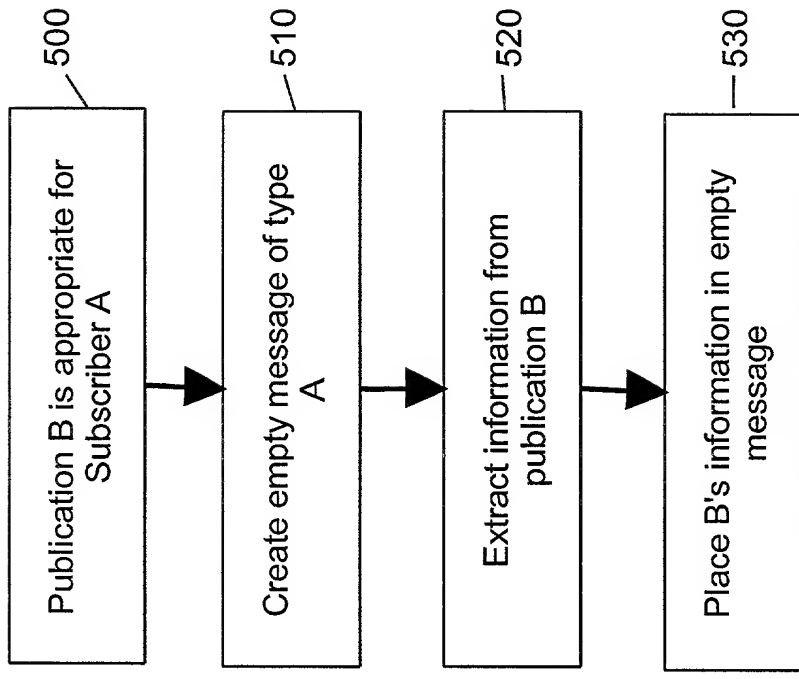 Publication B is appropriate for
Subscriber A
500
Create empty message of type
A
510
Extract information from
publication B
520
Place B's information in empty
message
530